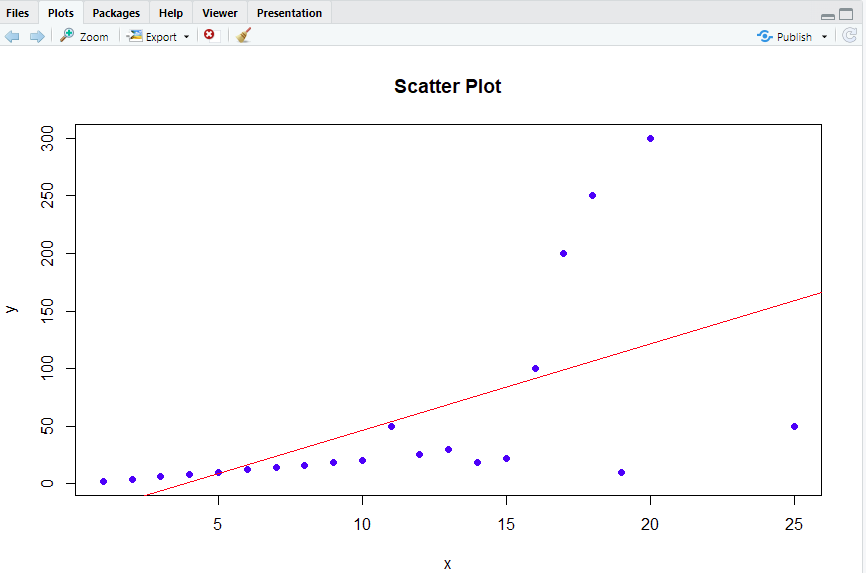 Files Plots Packages Help Viewer Presentation
Zoom Export Publish
Scatter Plot
300
250
200
150
100
50
0
y
5 10 15 20 25
x